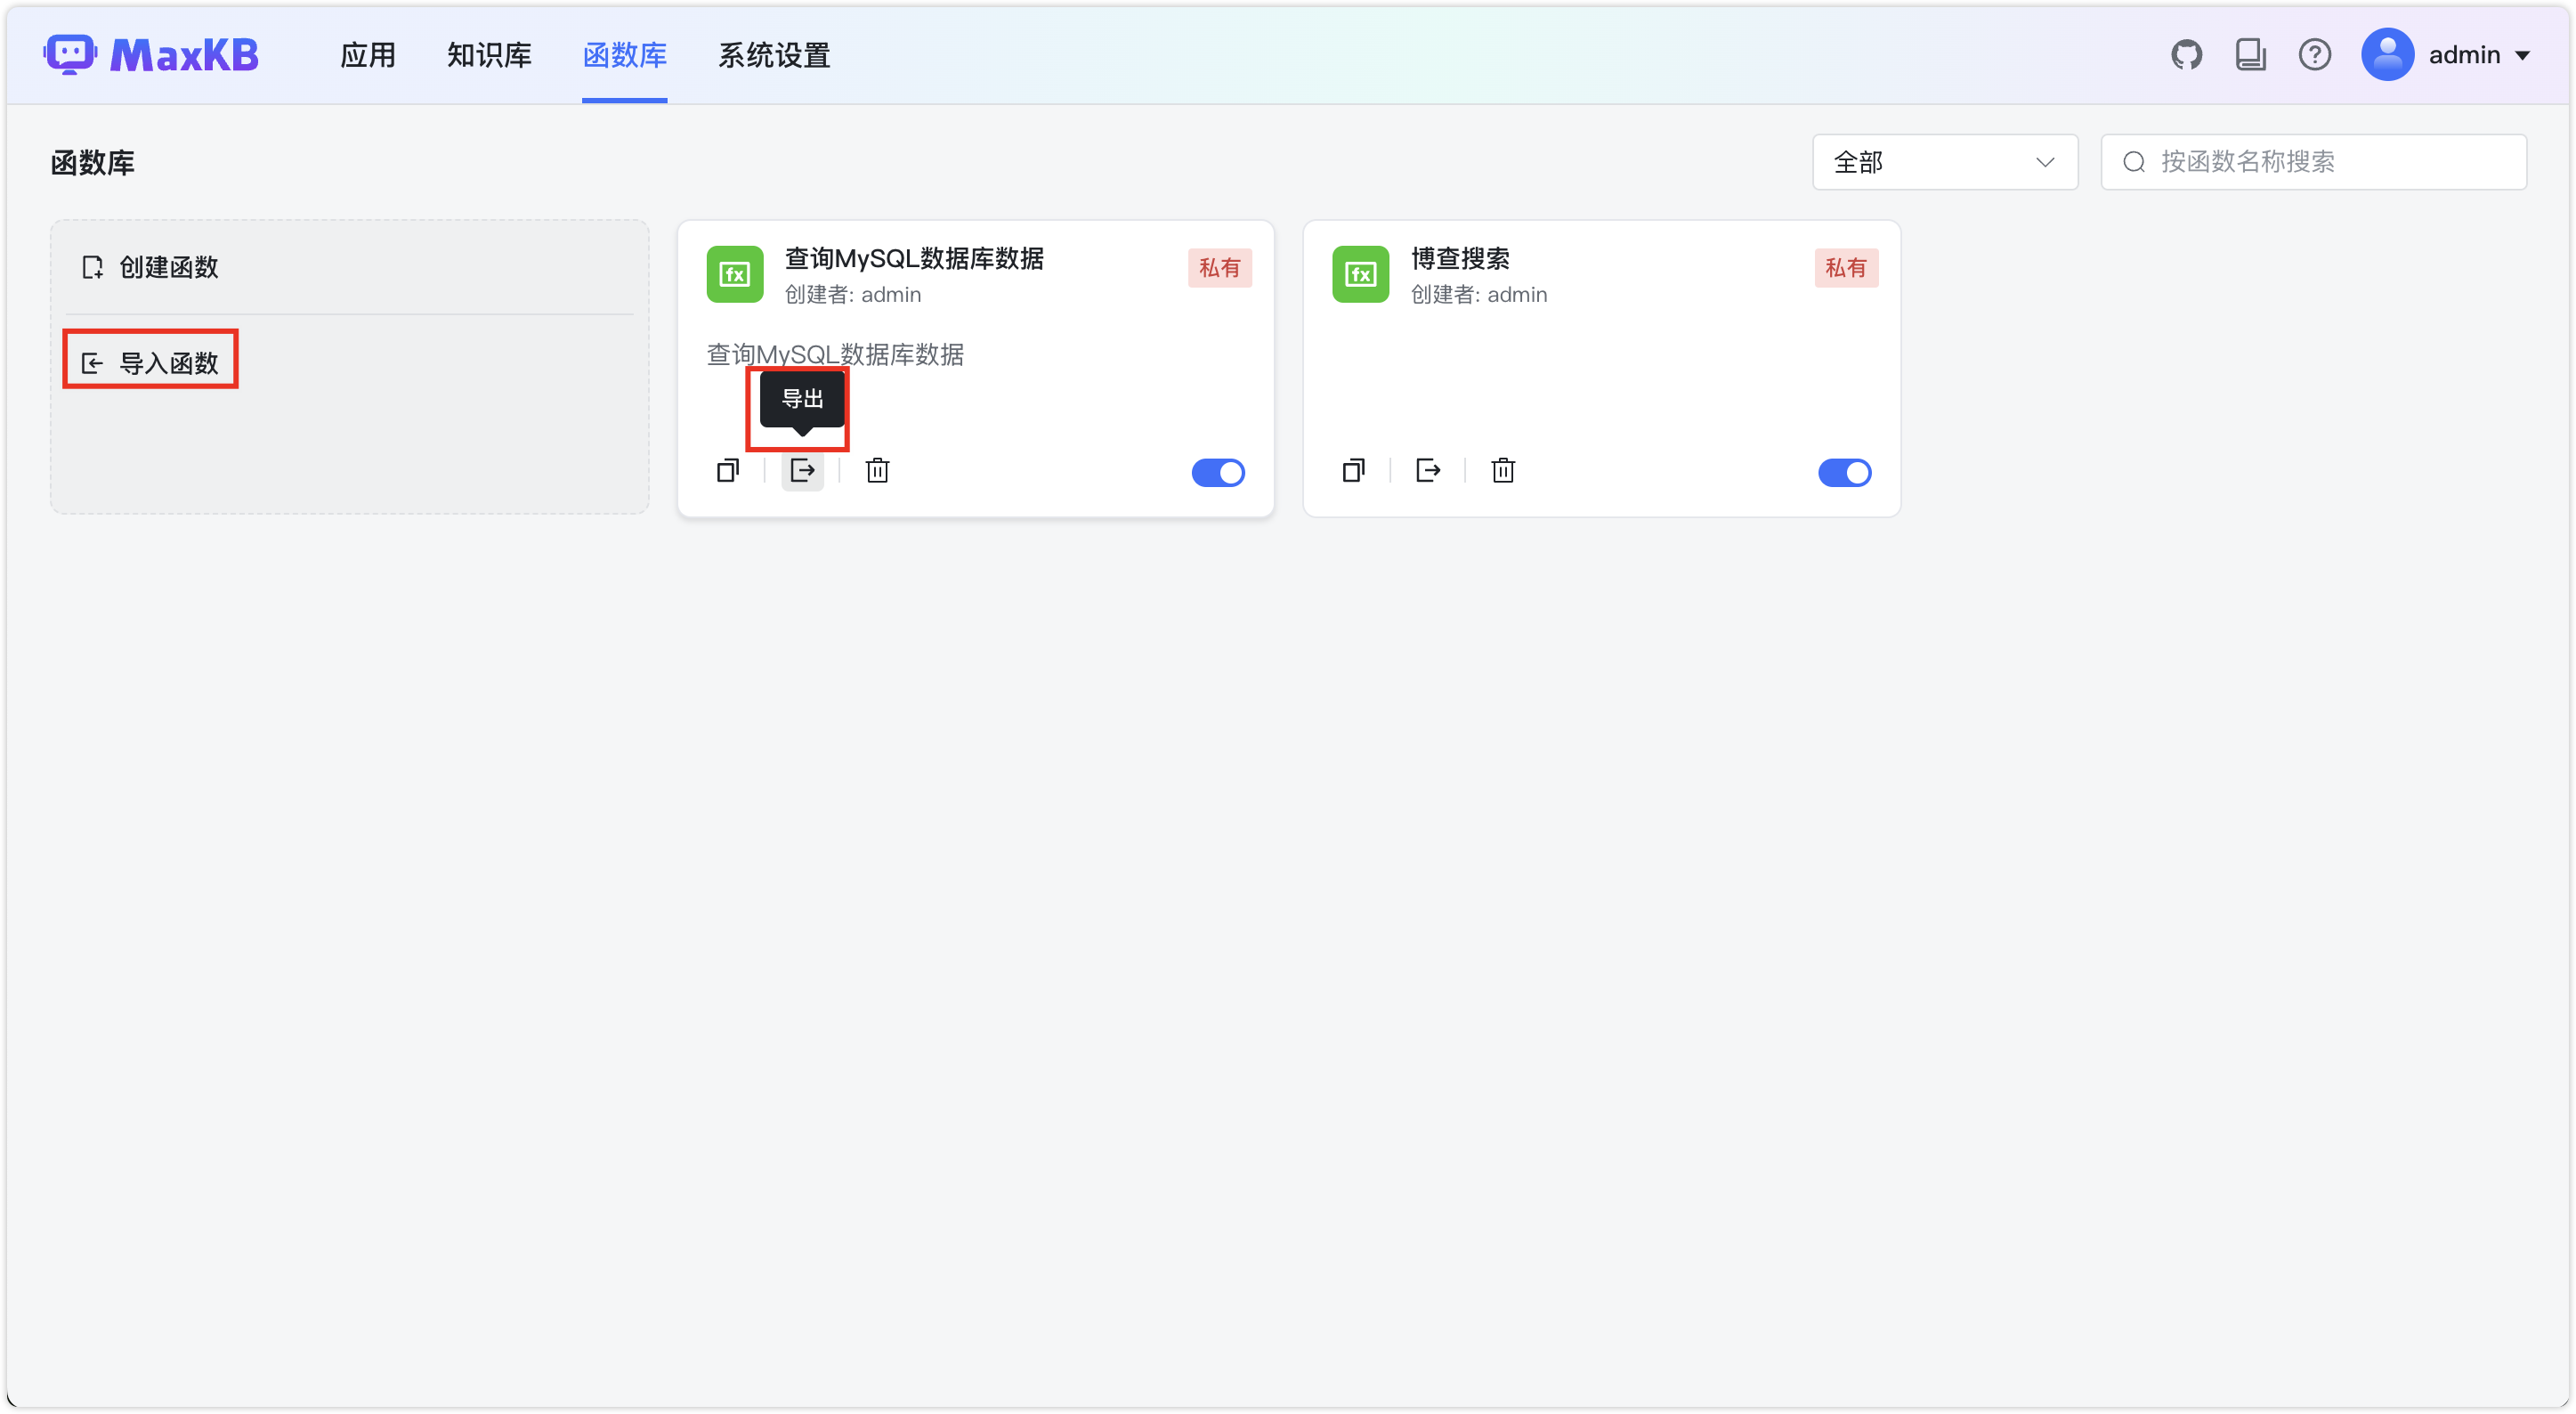 MaxKB 应用 知识库 函数库 系统设置 admin
函数库 全部 按函数名称搜索
创建函数
导入函数
fx 查询MySQL数据库数据 私有
创建者: admin
查询MySQL数据库数据
导出
fx 博查搜索 私有
创建者: admin